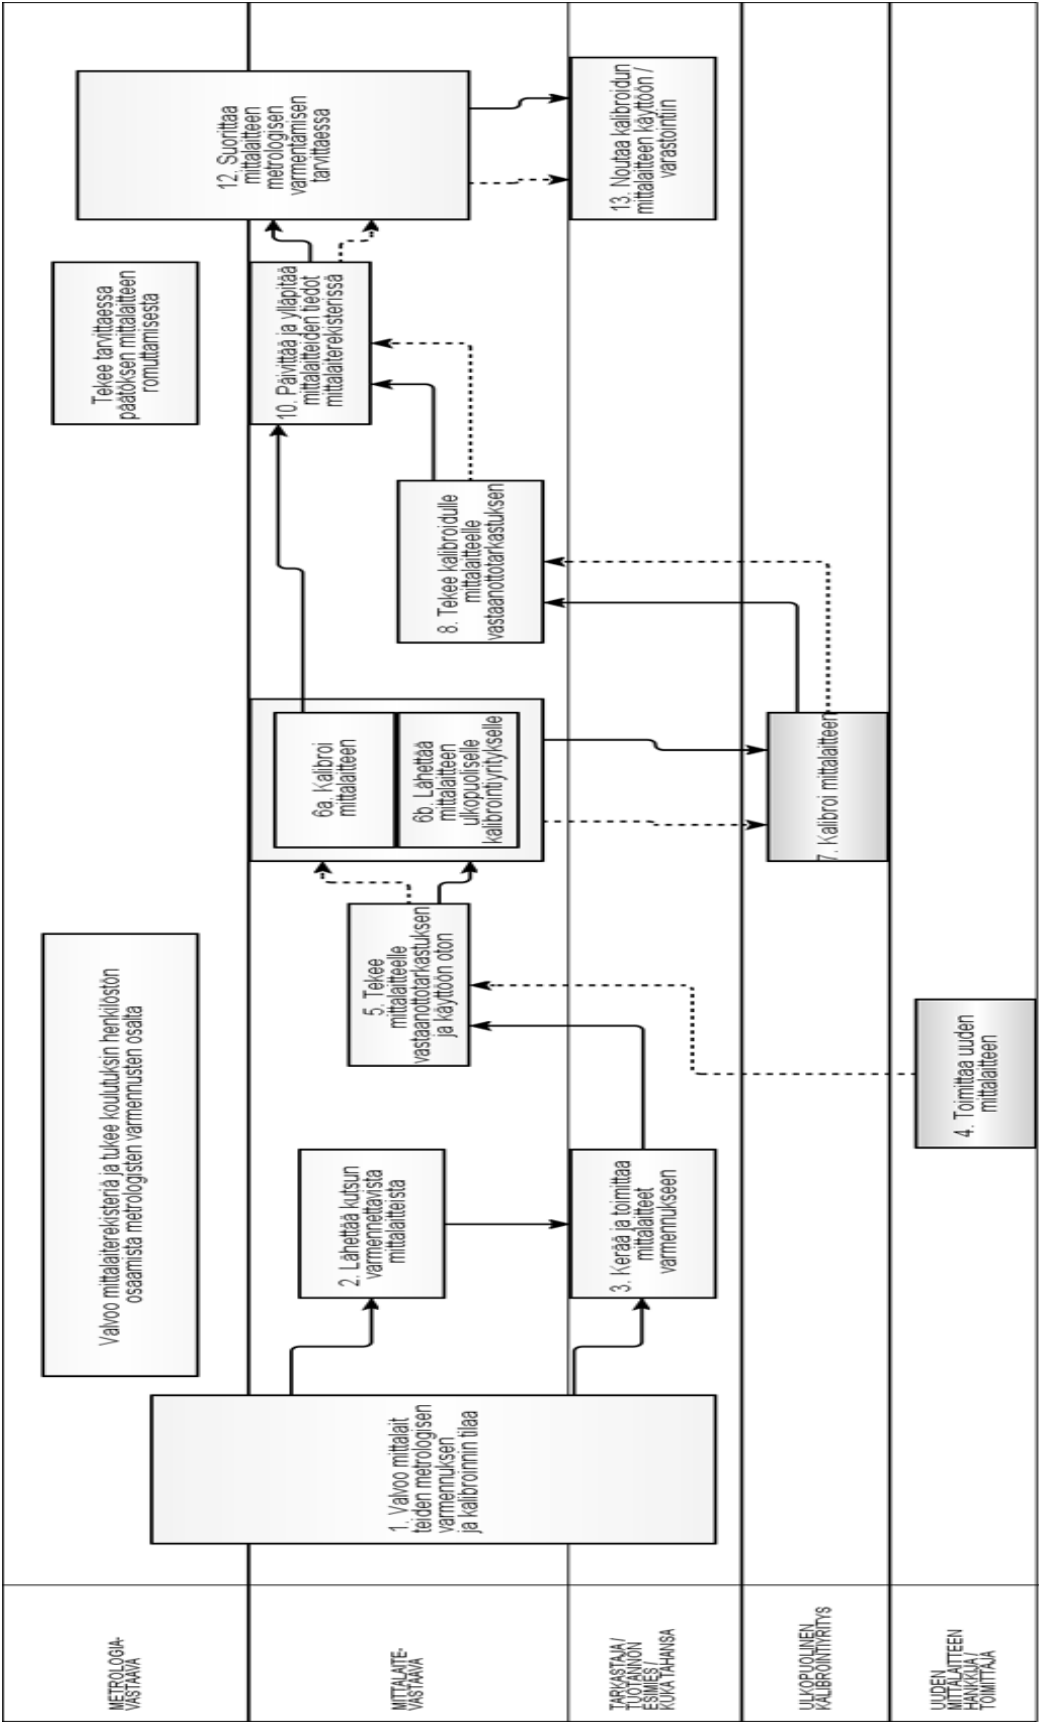 METROLOGIA-
VASTAAVA
Valvoo mittalaiterekisteriä ja tukee koulutuksin henkilöstön
osaamista metrologisten varmennusten osalta
Tekee tarvittaessa
päätöksen mittalaitteen
romuttamisesta
MITTALAITE-
VASTAAVA
1. Valvoo mittalait
teiden metrologisen
varmennuksen
ja kalibroinnin tilaa
2. Lähettää kutsun
varmennettavista
mittalaitteista
5. Tekee
mittalaitteelle
vastaanottotarkastuksen
ja käyttöön oton
6a. Kalibroi
mittalaitteen
6b. Lähettää
mittalaitteen
ulkopuoliselle
kalibrointiyritykselle
8. Tekee kalibroidulle
mittalaitteelle
vastaanottotarkastuksen
10. Päivittää ja ylläpitää
mittalaitteiden tiedot
mittalaiterekisterissä
12. Suorittaa
mittalaitteen
metrologisen
varmentamisen
tarvittaessa
TARKASTAJA /
TUOTANNON
ESIMIES /
KUKA TAHANSA
3. Kerää ja toimittaa
mittalaitteet
varmennukseen
13. Noutaa kalibroidun
mittalaitteen käyttöön /
varastointiin
ULKOPUOLINEN
KALIBROINTIYRITYS
7. Kalibroi mittalaitteen
UUDEN
MITTALAITTEEN
HANKKIJA /
TOIMITTAJA
4. Toimittaa uuden
mittalaitteen